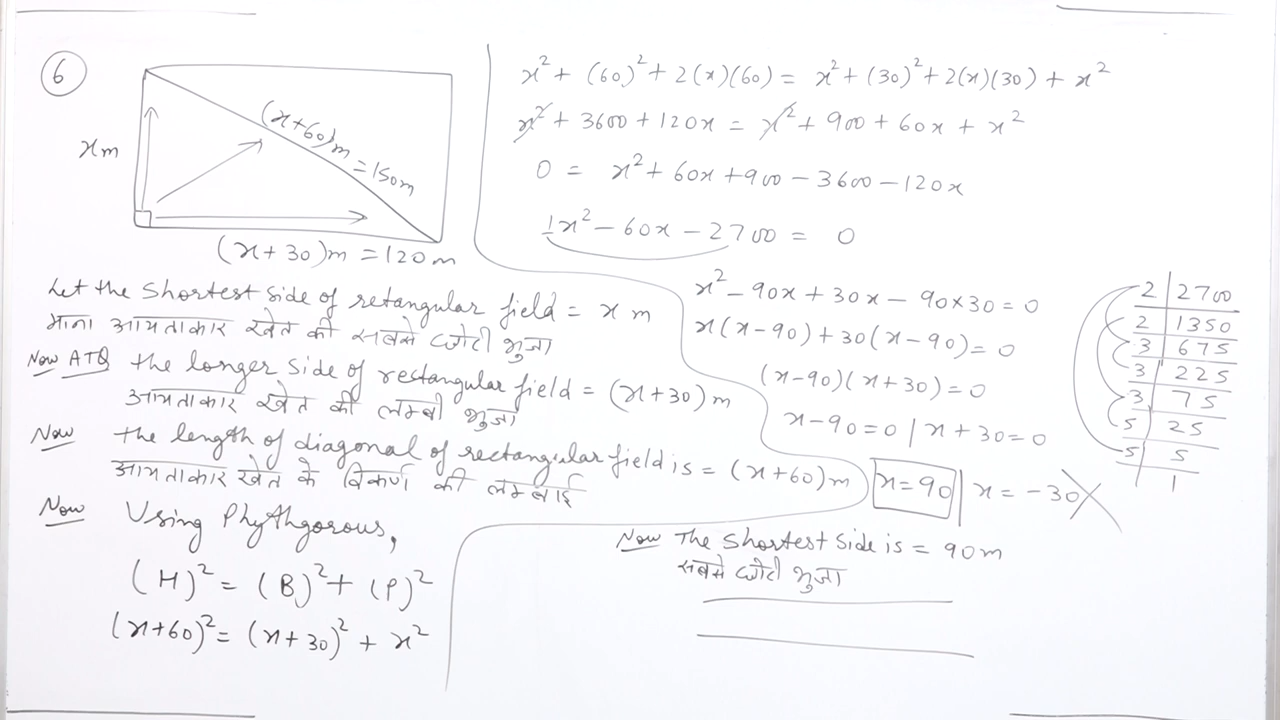 6
x m
(x+60)m = 150m
(x+30)m = 120m
Let the shortest side of retangular field = x m
माना आयताकार खेत की सबसे छोटी भुजा
Now ATQ the longer side of rectangular field = (x+30) m
आयताकार खेत की लम्बी भुजा
Now the length of diagonal of rectangular field is = (x+60) m
आयताकार खेत के विकर्ण की लम्बाई
Now Using Phythgorous,
(H)² = (B)² + (P)²
(x+60)² = (x+30)² + x²
x² + (60)² + 2(x)(60) = x² + (30)² + 2(x)(30) + x²
x² + 3600 + 120x = x² + 900 + 60x + x²
0 = x² + 60x + 900 − 3600 − 120x
1x² − 60x − 2700 = 0
x² − 90x + 30x − 90×30 = 0
x(x−90) + 30(x−90) = 0
(x−90)(x+30) = 0
x−90=0 | x+30=0
x=90 | x = −30
2 | 2700
2 | 1350
3 | 675
3 | 225
3 | 75
5 | 25
5 | 5
1
Now The shortest side is = 90m
सबसे छोटी भुजा